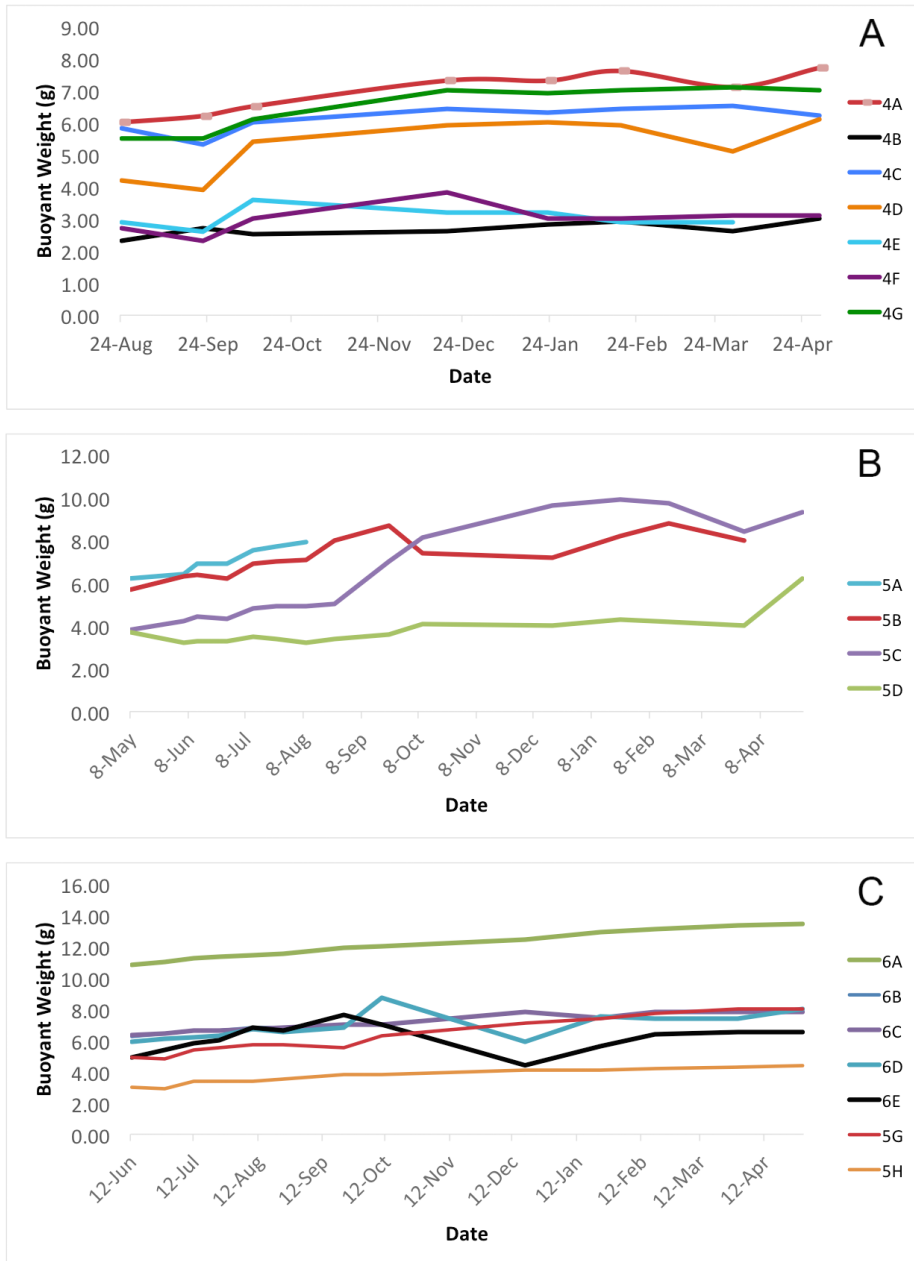 A
Buoyant Weight (g)
9.00
8.00
7.00
6.00
5.00
4.00
3.00
2.00
1.00
0.00
24-Aug 24-Sep 24-Oct 24-Nov 24-Dec 24-Jan 24-Feb 24-Mar 24-Apr
Date
4A
4B
4C
4D
4E
4F
4G
B
Buoyant Weight (g)
12.00
10.00
8.00
6.00
4.00
2.00
0.00
8-May 8-Jun 8-Jul 8-Aug 8-Sep 8-Oct 8-Nov 8-Dec 8-Jan 8-Feb 8-Mar 8-Apr
Date
5A
5B
5C
5D
C
Buoyant Weight (g)
16.00
14.00
12.00
10.00
8.00
6.00
4.00
2.00
0.00
12-Jun 12-Jul 12-Aug 12-Sep 12-Oct 12-Nov 12-Dec 12-Jan 12-Feb 12-Mar 12-Apr
Date
6A
6B
6C
6D
6E
5G
5H